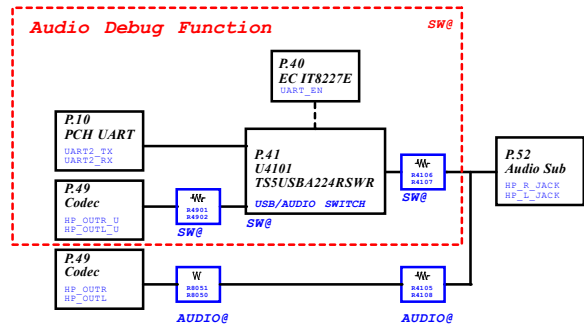 Audio Debug Function
SW@
P.40
EC IT8227E
UART_EN
P.10
PCH UART
UART2_TX
UART2_RX
P.41
U4101
TS5USBA224RSWR
USB/AUDIO SWITCH
SW@
R4106
R4107
SW@
P.52
Audio Sub
HP_R_JACK
HP_L_JACK
P.49
Codec
HP_OUTR_U
HP_OUTL_U
R4901
R4902
SW@
P.49
Codec
HP_OUTR
HP_OUTL
R8051
R8050
AUDIO@
R4105
R4108
AUDIO@